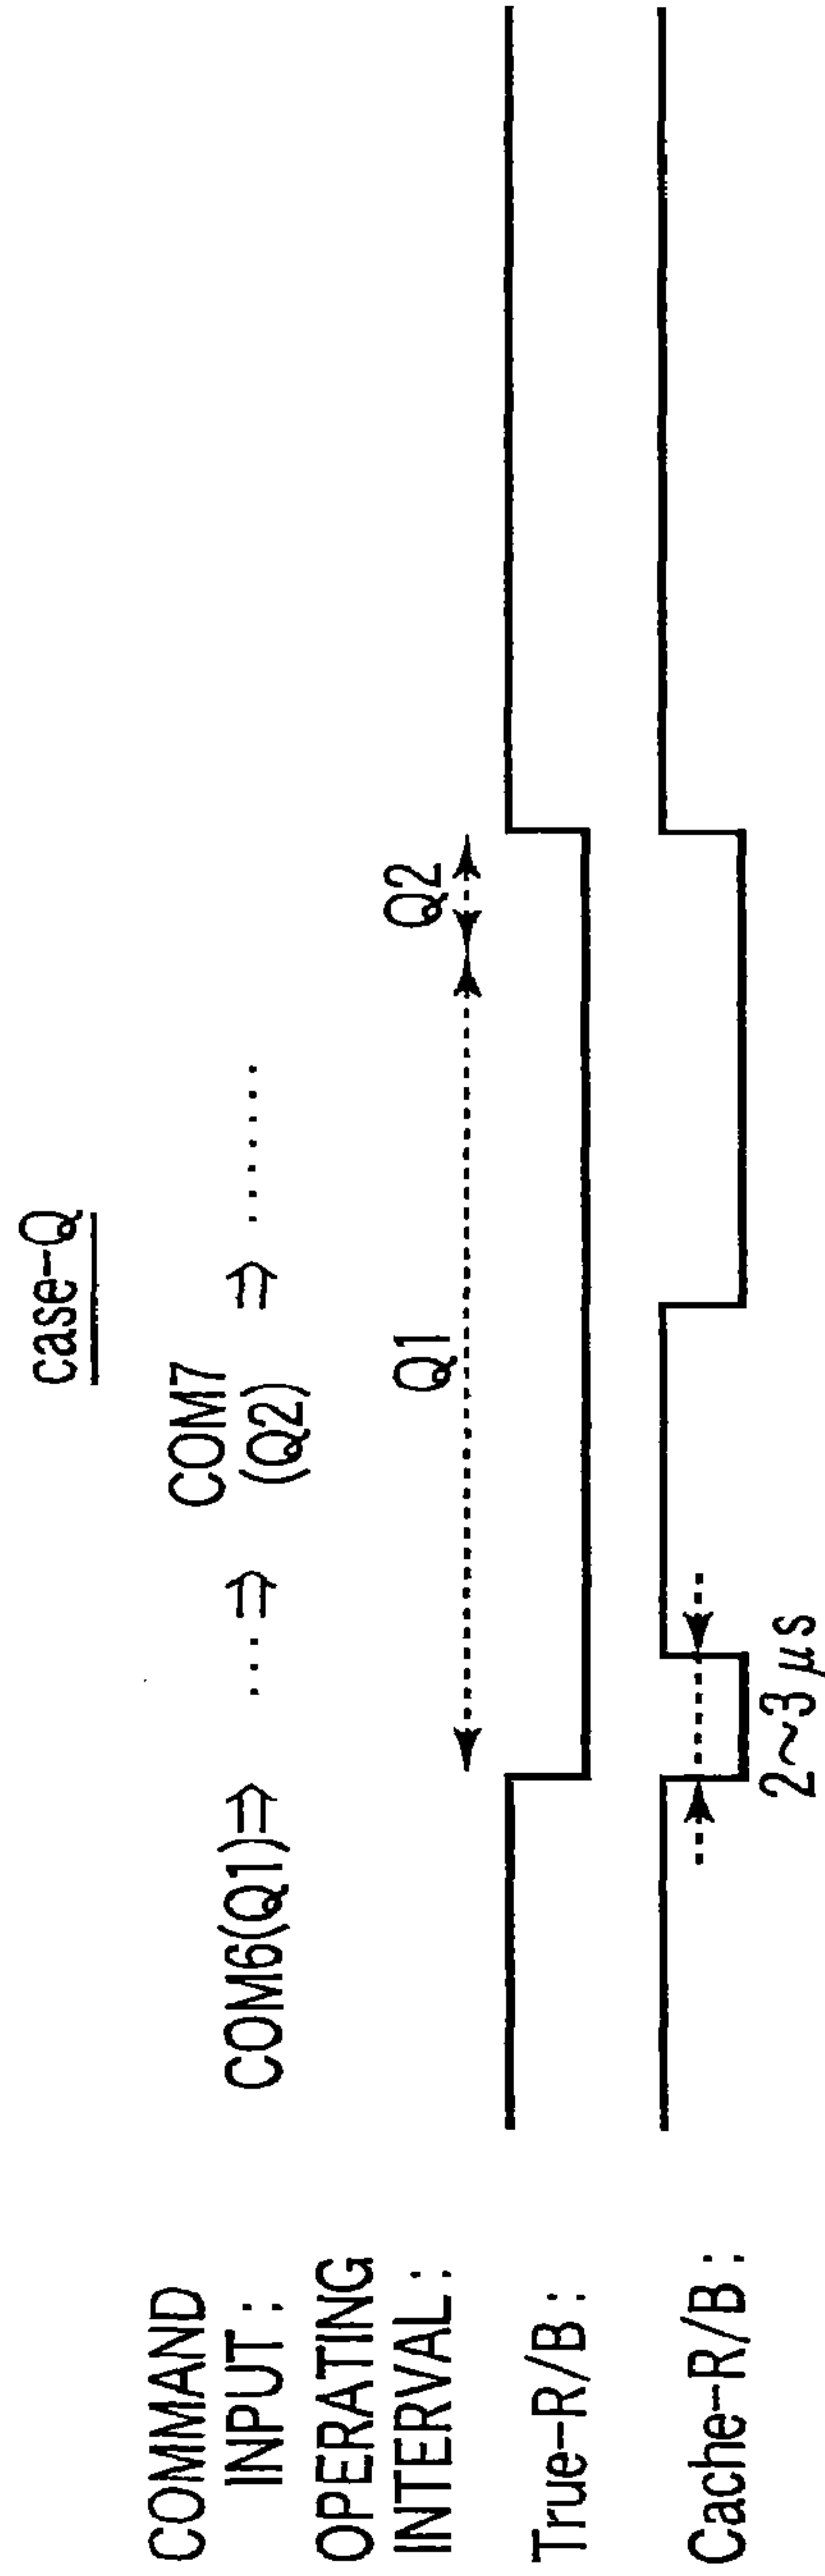 case-Q
COMMAND INPUT : COM6(Q1)⇒ ... ⇒ COM7 (Q2) ⇒ .......
OPERATING INTERVAL : Q1 Q2
True-R/B :
Cache-R/B :
2~3 μs